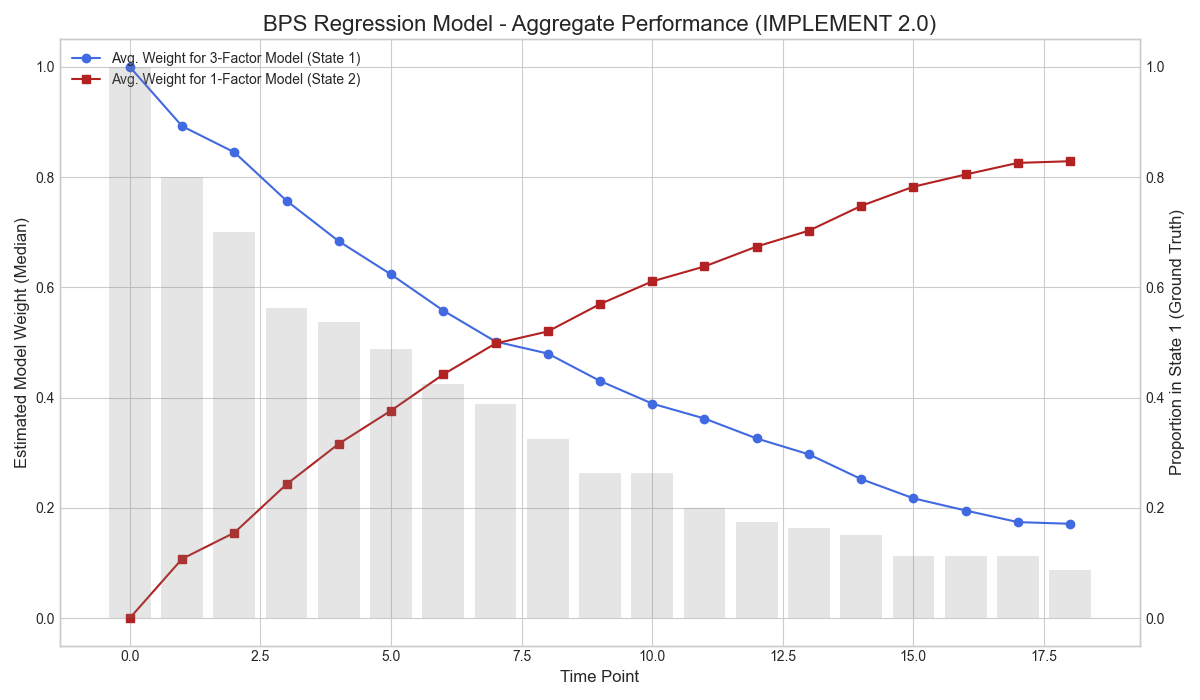 BPS Regression Model - Aggregate Performance (IMPLEMENT 2.0)
Avg. Weight for 3-Factor Model (State 1)
Avg. Weight for 1-Factor Model (State 2)
Estimated Model Weight (Median)
1.0
0.8
0.6
0.4
0.2
0.0
1.0
0.8
0.6
0.4
0.2
0.0
Proportion in State 1 (Ground Truth)
0.0 2.5 5.0 7.5 10.0 12.5 15.0 17.5
Time Point